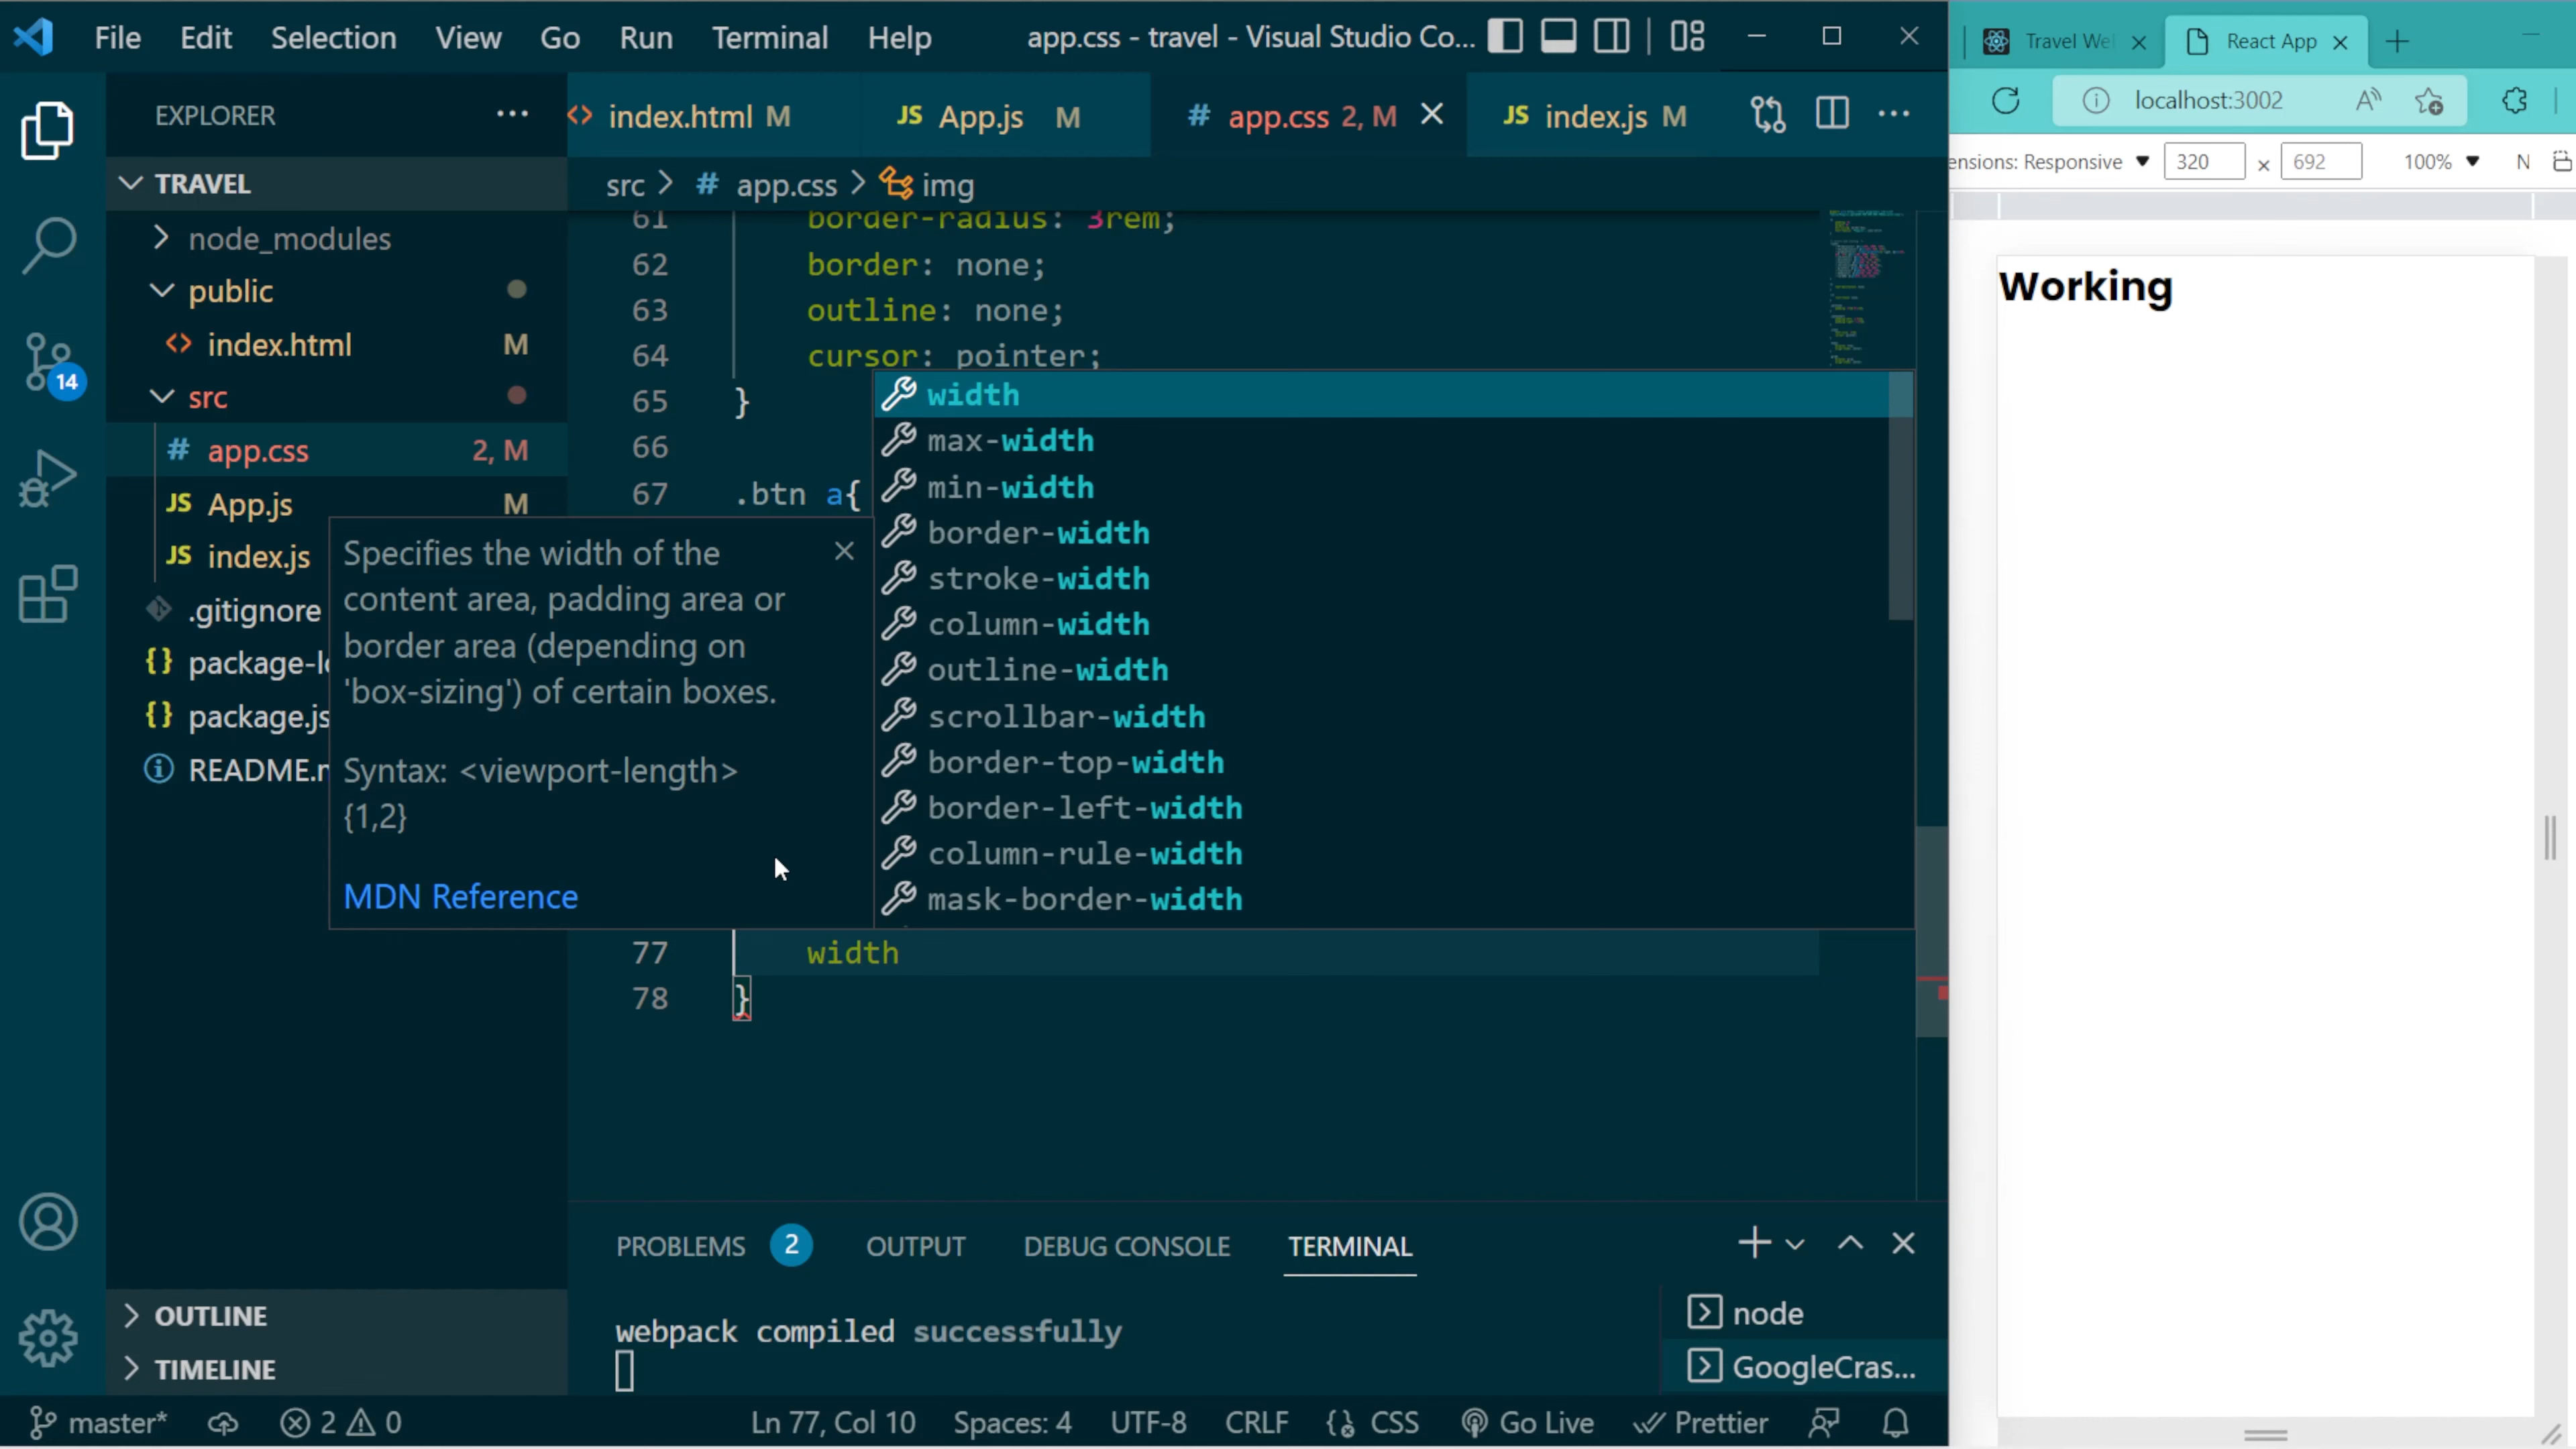 File Edit Selection View Go Run Terminal Help app.css - travel - Visual Studio Co...
EXPLORER
TRAVEL
node_modules
public
index.html M
src
app.css 2, M
App.js M
index.js
.gitignore
package-l
package.js
README.
OUTLINE
TIMELINE
index.html M App.js M app.css 2, M index.js M
src > # app.css > img
61 border-radius: 3rem;
62 border: none;
63 outline: none;
64 cursor: pointer;
65 }
66
67 .btn a{
width
max-width
min-width
border-width
stroke-width
column-width
outline-width
scrollbar-width
border-top-width
border-left-width
column-rule-width
mask-border-width
Specifies the width of the
content area, padding area or
border area (depending on
'box-sizing') of certain boxes.
Syntax: <viewport-length>
{1,2}
MDN Reference
77 width
78 }
PROBLEMS 2 OUTPUT DEBUG CONSOLE TERMINAL
webpack compiled successfully
node
GoogleCras...
master* 2 0 Ln 77, Col 10 Spaces: 4 UTF-8 CRLF CSS Go Live Prettier
14
Travel We React App
localhost:3002
ensions: Responsive 320 × 692 100% N
Working